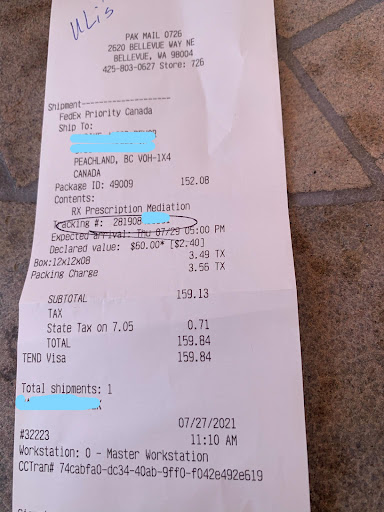 ULis
PAK MAIL 0726
2620 BELLEVUE WAY NE
BELLEVUE, WA 98004
425-803-0627 Store: 726
Shipment------------------
FedEx Priority Canada
Ship To:
PEACHLAND, BC VOH-1X4
CANADA
Package ID: 49009 152.08
Contents:
RX Prescription Mediation
Tracking #: 281908
Expected arrival: Thu 07/29 05:00 PM
Declared value: $60.00* [$2.40]
Box:12x12x08 3.49 TX
Packing Charge 3.56 TX
SUBTOTAL 159.13
TAX
State Tax on 7.05 0.71
TOTAL 159.84
TEND Visa 159.84
Total shipments: 1
07/27/2021
#32223 11:10 AM
Workstation: 0 - Master Workstation
CCTran# 74cabfa0-dc34-40ab-9ff0-f042e492e619